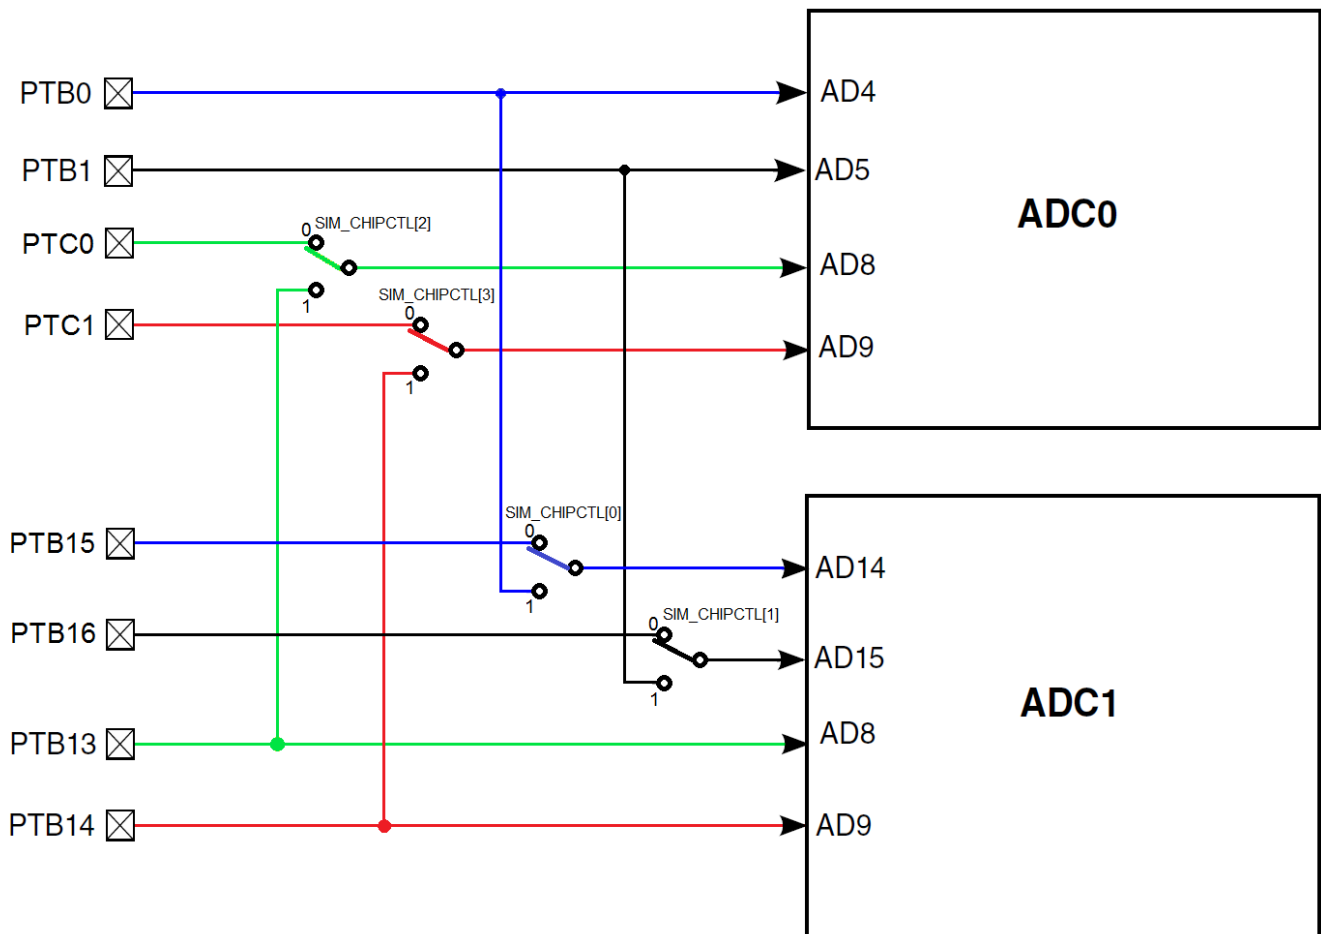 PTB0
AD4
PTB1
AD5
ADC0
PTC0
0
SIM_CHIPCTL[2]
AD8
1
SIM_CHIPCTL[3]
PTC1
0
AD9
1
SIM_CHIPCTL[0]
PTB15
0
AD14
1
SIM_CHIPCTL[1]
PTB16
0
AD15
1
ADC1
PTB13
AD8
PTB14
AD9